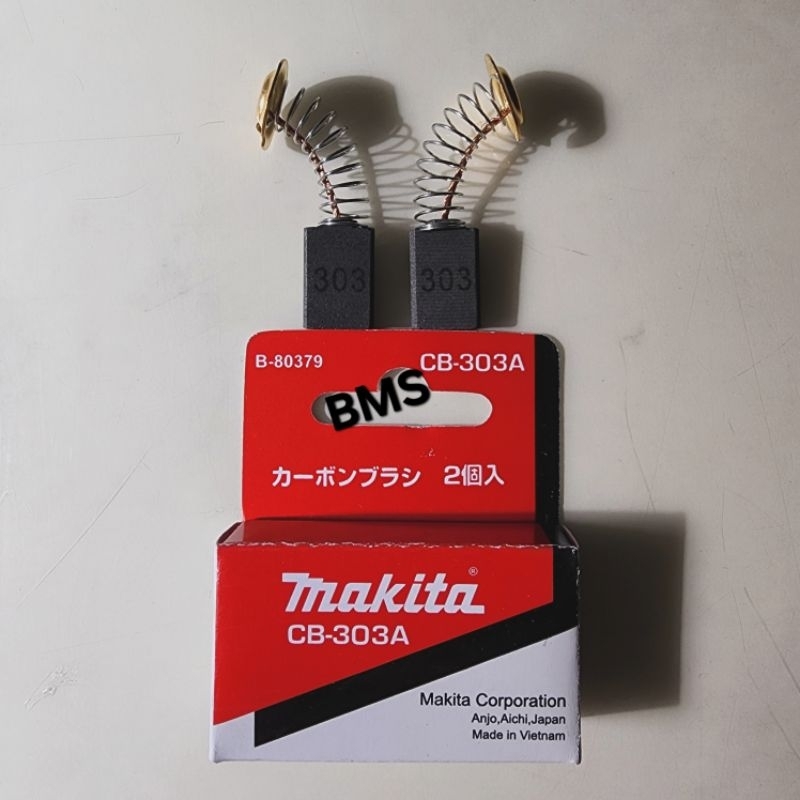 303 303
B-80379 CB-303A
BMS
カーボンブラシ 2個入
makita®
CB-303A
Makita Corporation
Anjo,Aichi,Japan
Made in Vietnam